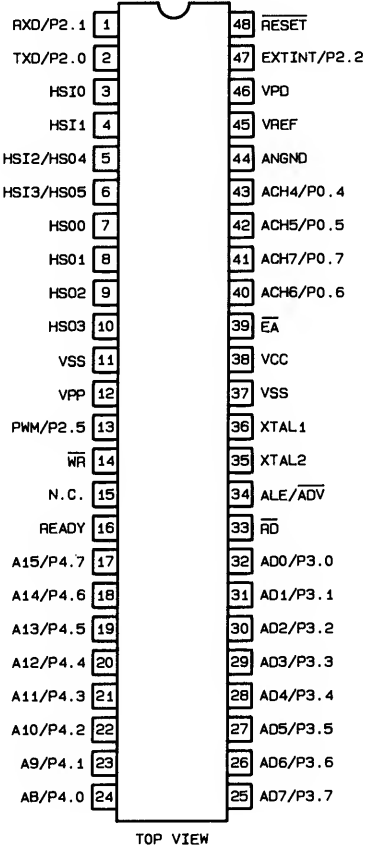 RXD/P2.1 1 48 RESET
TXD/P2.0 2 47 EXTINT/P2.2
HSI0 3 46 VPD
HSI1 4 45 VREF
HSI2/HSO4 5 44 ANGND
HSI3/HSO5 6 43 ACH4/P0.4
HSO0 7 42 ACH5/P0.5
HSO1 8 41 ACH7/P0.7
HSO2 9 40 ACH6/P0.6
HSO3 10 39 EA
VSS 11 38 VCC
VPP 12 37 VSS
PWM/P2.5 13 36 XTAL1
WR 14 35 XTAL2
N.C. 15 34 ALE/ADV
READY 16 33 RD
A15/P4.7 17 32 AD0/P3.0
A14/P4.6 18 31 AD1/P3.1
A13/P4.5 19 30 AD2/P3.2
A12/P4.4 20 29 AD3/P3.3
A11/P4.3 21 28 AD4/P3.4
A10/P4.2 22 27 AD5/P3.5
A9/P4.1 23 26 AD6/P3.6
A8/P4.0 24 25 AD7/P3.7
TOP VIEW